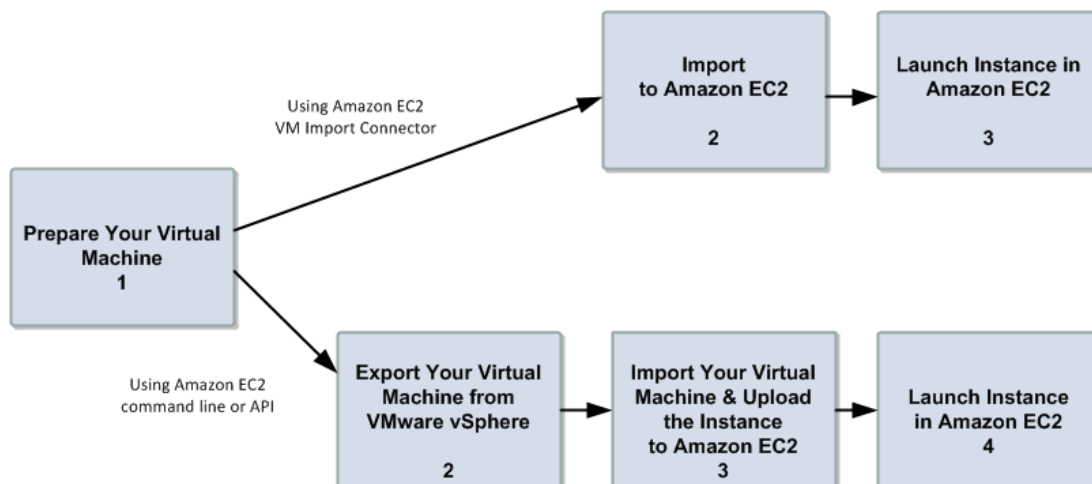 Import
to Amazon EC2
2
Launch Instance in
Amazon EC2
3
Using Amazon EC2
VM Import Connector
Prepare Your Virtual
Machine
1
Using Amazon EC2
command line or API
Export Your Virtual
Machine from
VMware vSphere
2
Import Your Virtual
Machine & Upload
the Instance
to Amazon EC2
3
Launch Instance
in Amazon EC2
4